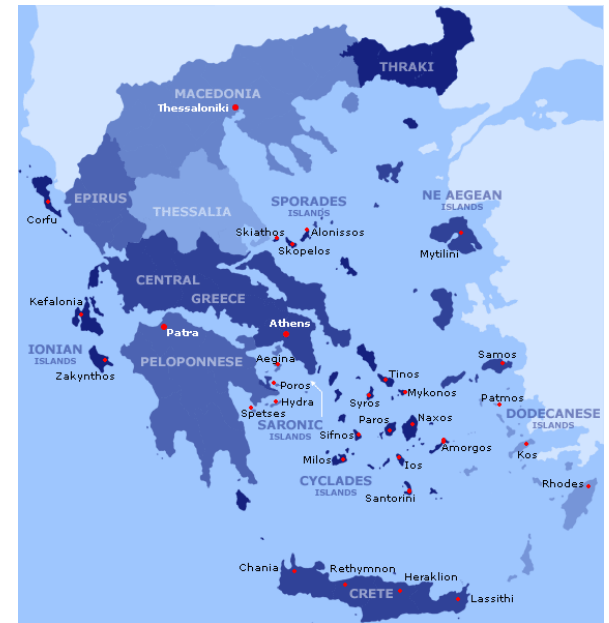 THRAKI
MACEDONIA
Thessaloniki
EPIRUS
THESSALIA
SPORADES
ISLANDS
NE AEGEAN
ISLANDS
Corfu
Skiathos
Alonissos
Skopelos
Mytilini
CENTRAL
GREECE
Kefalonia
Patra
Athens
IONIAN
ISLANDS
PELOPONNESE
Aegina
Samos
Zakynthos
Tinos
Poros
Mykonos
Patmos
Hydra
Syros
Spetses
SARONIC
ISLANDS
Paros
Naxos
DODECANESE
ISLANDS
Sifnos
Amorgos
Kos
Milos
Ios
CYCLADES
ISLANDS
Santorini
Rhodes
Chania
Rethymnon
Heraklion
CRETE
Lassithi